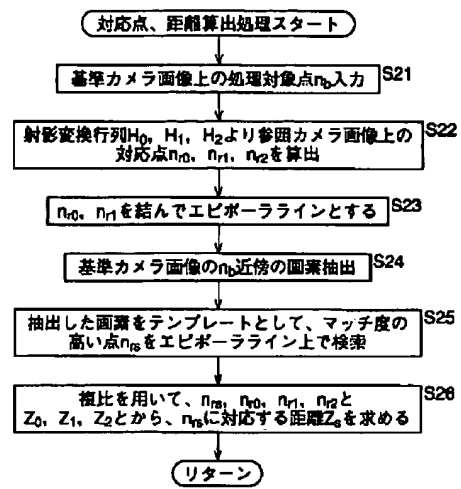 対応点、距離算出処理スタート
基準カメラ画像上の処理対象点nb入力
S21
射影変換行列H0, H1, H2より参照カメラ画像上の
対応点nr0, nr1, nr2を算出
S22
nr0, nr1を結んでエピポーララインとする
S23
基準カメラ画像のnb近傍の画素抽出
S24
抽出した画素をテンプレートとして、マッチ度の
高い点nrsをエピポーラライン上で検索
S25
複比を用いて、nrs, nr0, nr1, nr2と
Z0, Z1, Z2とから、nrsに対応する距離Zsを求める
S26
リターン